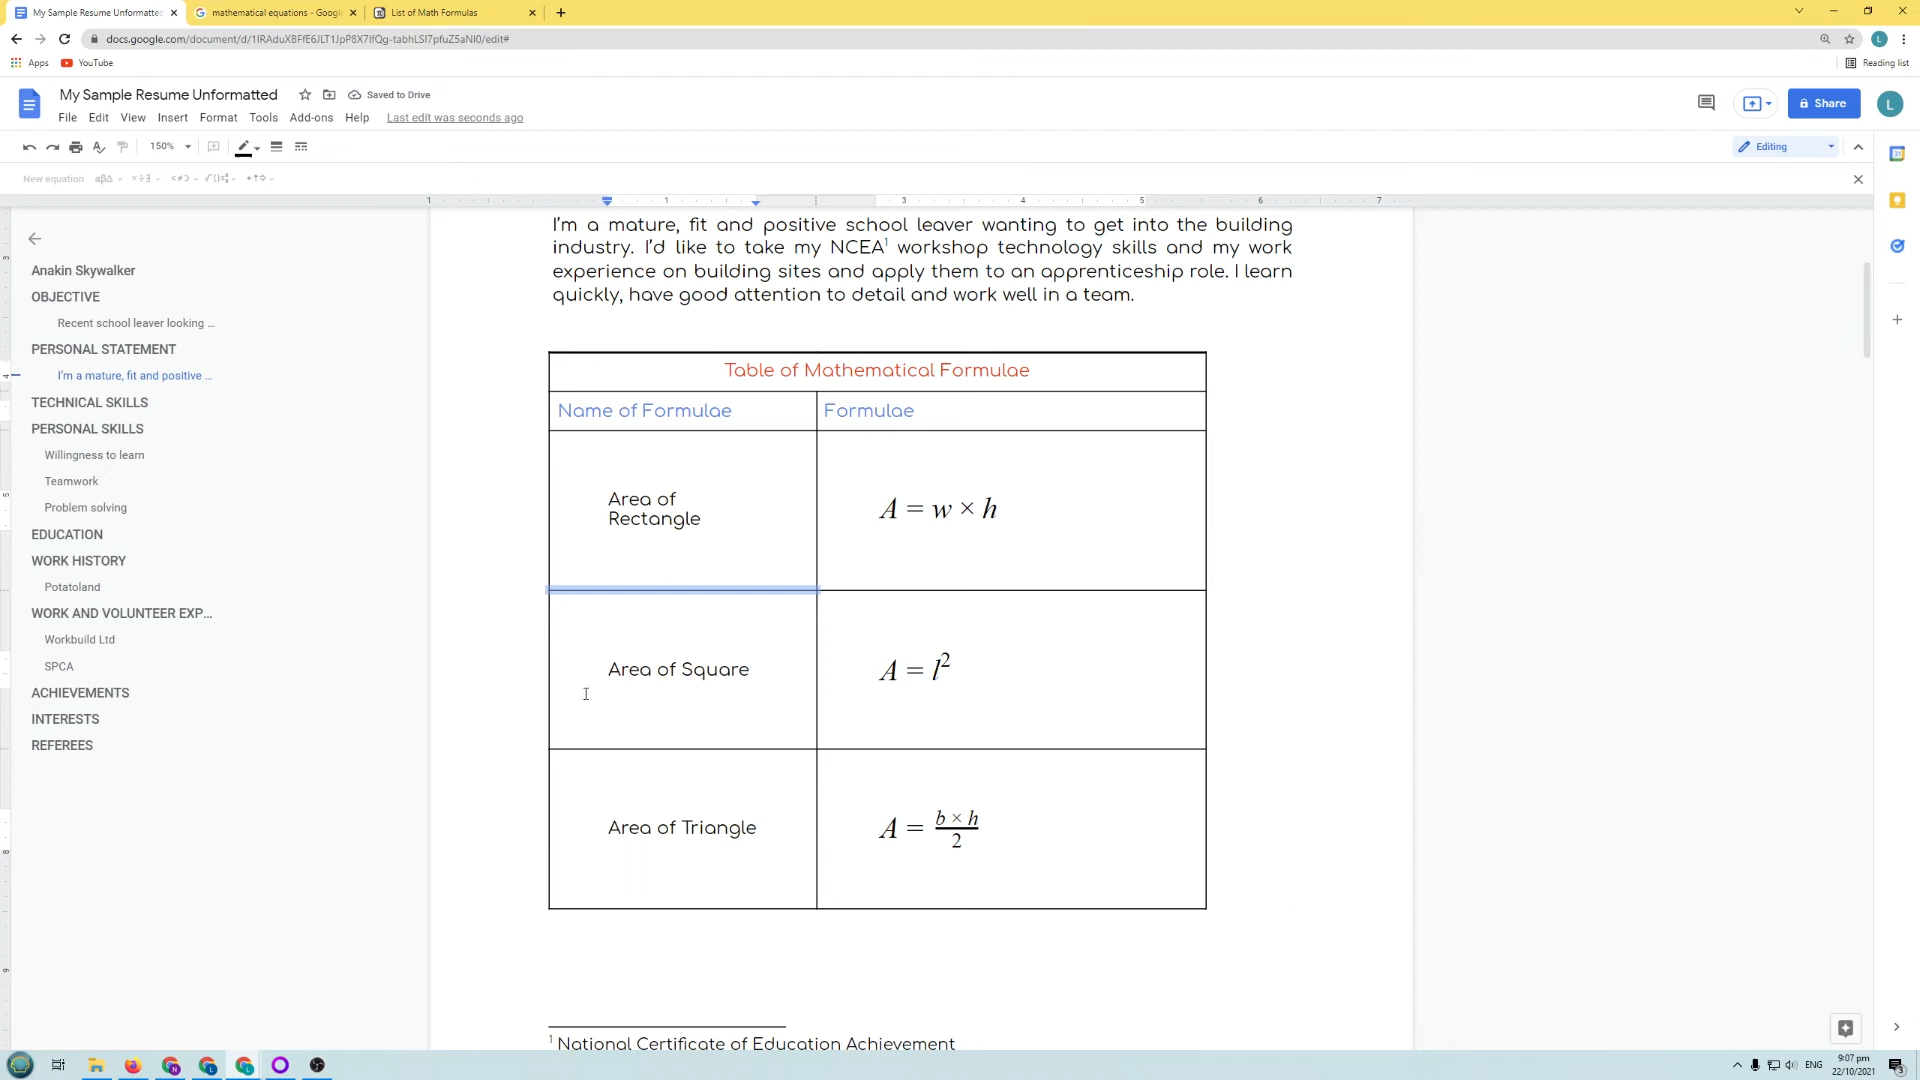 My Sample Resume Unformatted
mathematical equations - Google
List of Math Formulas
docs.google.com/document/d/1IRAduX8FfE6JLT1JpP8X7IfQg-tabhLSI7pfuZ5aNI0/edit#
Apps YouTube
Reading list
My Sample Resume Unformatted
Saved to Drive
Share
L
File Edit View Insert Format Tools Add-ons Help Last edit was seconds ago
150%
Editing
New equation
1 1 3 4 5 6 7
I'm a mature, fit and positive school leaver wanting to get into the building
industry. I'd like to take my NCEA1 workshop technology skills and my work
experience on building sites and apply them to an apprenticeship role. I learn
quickly, have good attention to detail and work well in a team.
Anakin Skywalker
OBJECTIVE
Recent school leaver looking ...
PERSONAL STATEMENT
I'm a mature, fit and positive ...
TECHNICAL SKILLS
PERSONAL SKILLS
Willingness to learn
Teamwork
Problem solving
EDUCATION
WORK HISTORY
Potatoland
WORK AND VOLUNTEER EXP...
Workbuild Ltd
SPCA
ACHIEVEMENTS
INTERESTS
REFEREES
Table of Mathematical Formulae
Name of Formulae Formulae
Area of
Rectangle
A = w × h
Area of Square
A = l²
Area of Triangle
A = b × h / 2
1 National Certificate of Education Achievement
ENG
9:07 pm
22/10/2021